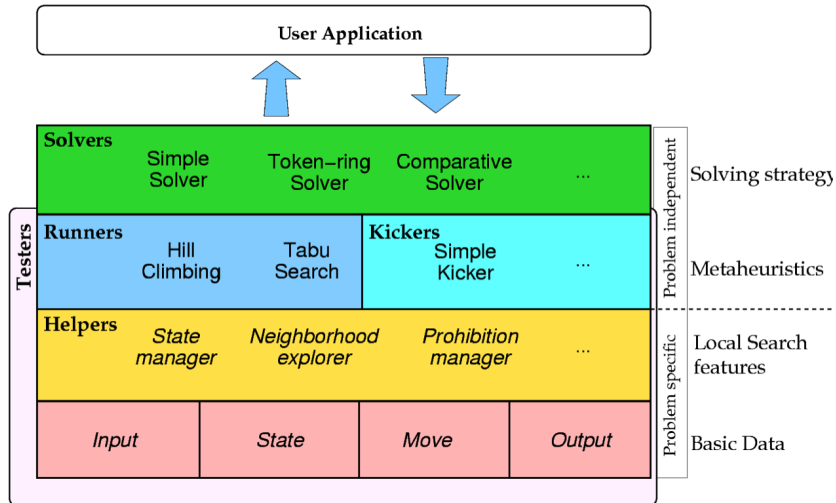 User Application
Solvers
Simple
Solver
Token-ring
Solver
Comparative
Solver
...
Solving strategy
Problem independent
Testers
Runners
Hill
Climbing
Tabu
Search
Kickers
Simple
Kicker
...
Metaheuristics
Helpers
State
manager
Neighborhood
explorer
Prohibition
manager
...
Local Search
features
Problem specific
Input
State
Move
Output
Basic Data